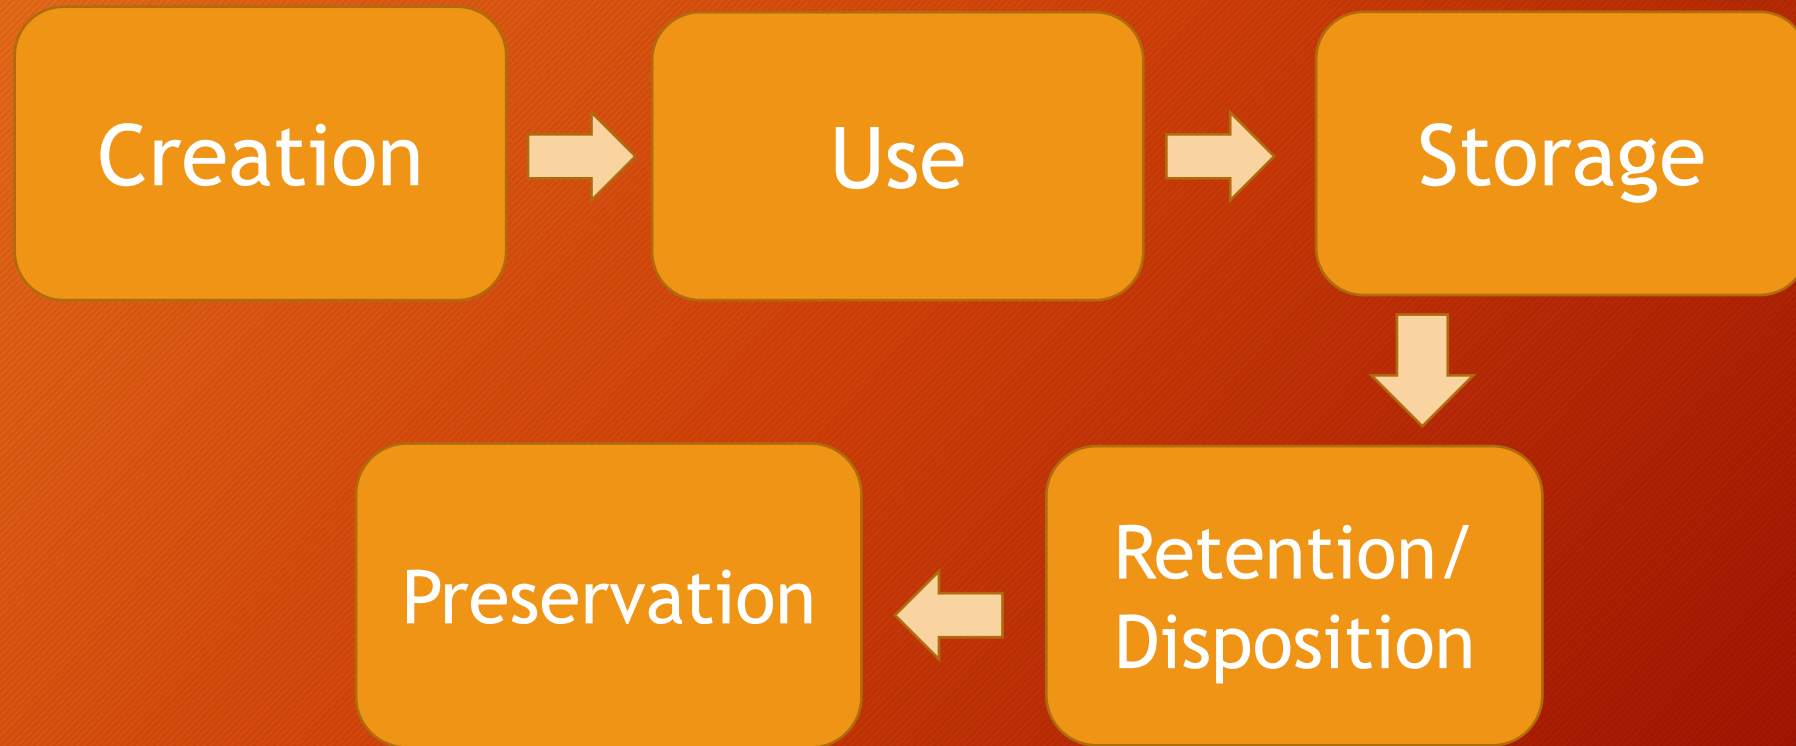 Creation
Use
Storage
Retention/
Disposition
Preservation